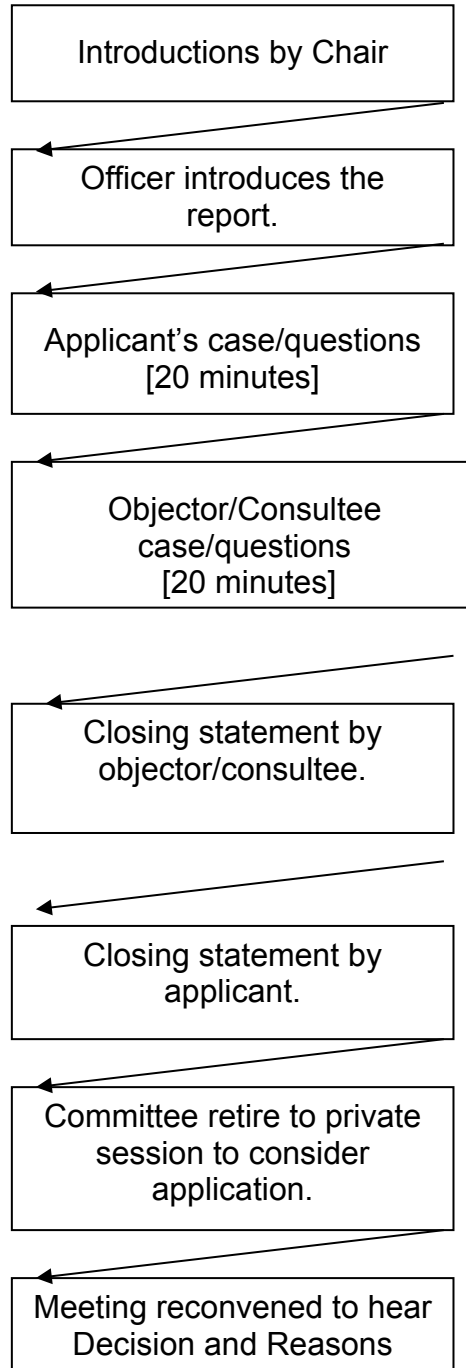 Introductions by Chair
Officer introduces the
report.
Applicant’s case/questions
[20 minutes]
Objector/Consultee
case/questions
[20 minutes]
Closing statement by
objector/consultee.
Closing statement by
applicant.
Committee retire to private
session to consider
application.
Meeting reconvened to hear
Decision and Reasons